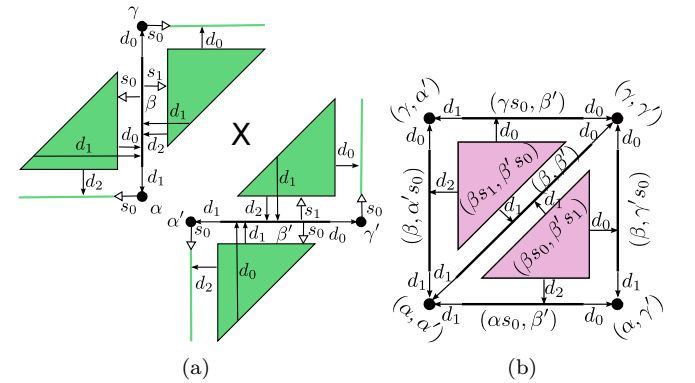 γ
d₀
s₀
d₀
s₀
s₁
β
d₁
d₁
d₀
d₂
d₁
d₂
s₀
α
X
d₁
d₀
s₀
d₂
s₁
α′
d₁
s₀
d₁
β′
s₀
d₀
γ′
d₂
d₀
(a)
(γ, α′)
d₁
(γs₀, β′)
d₀
(γ, γ′)
d₀
d₀
d₀
d₂
(βs₁, β′s₀)
(β, β′)
d₁
d₁
(β, α′s₀)
(βs₀, β′s₁)
d₀
(β, γ′s₀)
d₁
d₁
d₂
d₁
(α, α′)
d₁
(αs₀, β′)
d₀
(α, γ′)
(b)